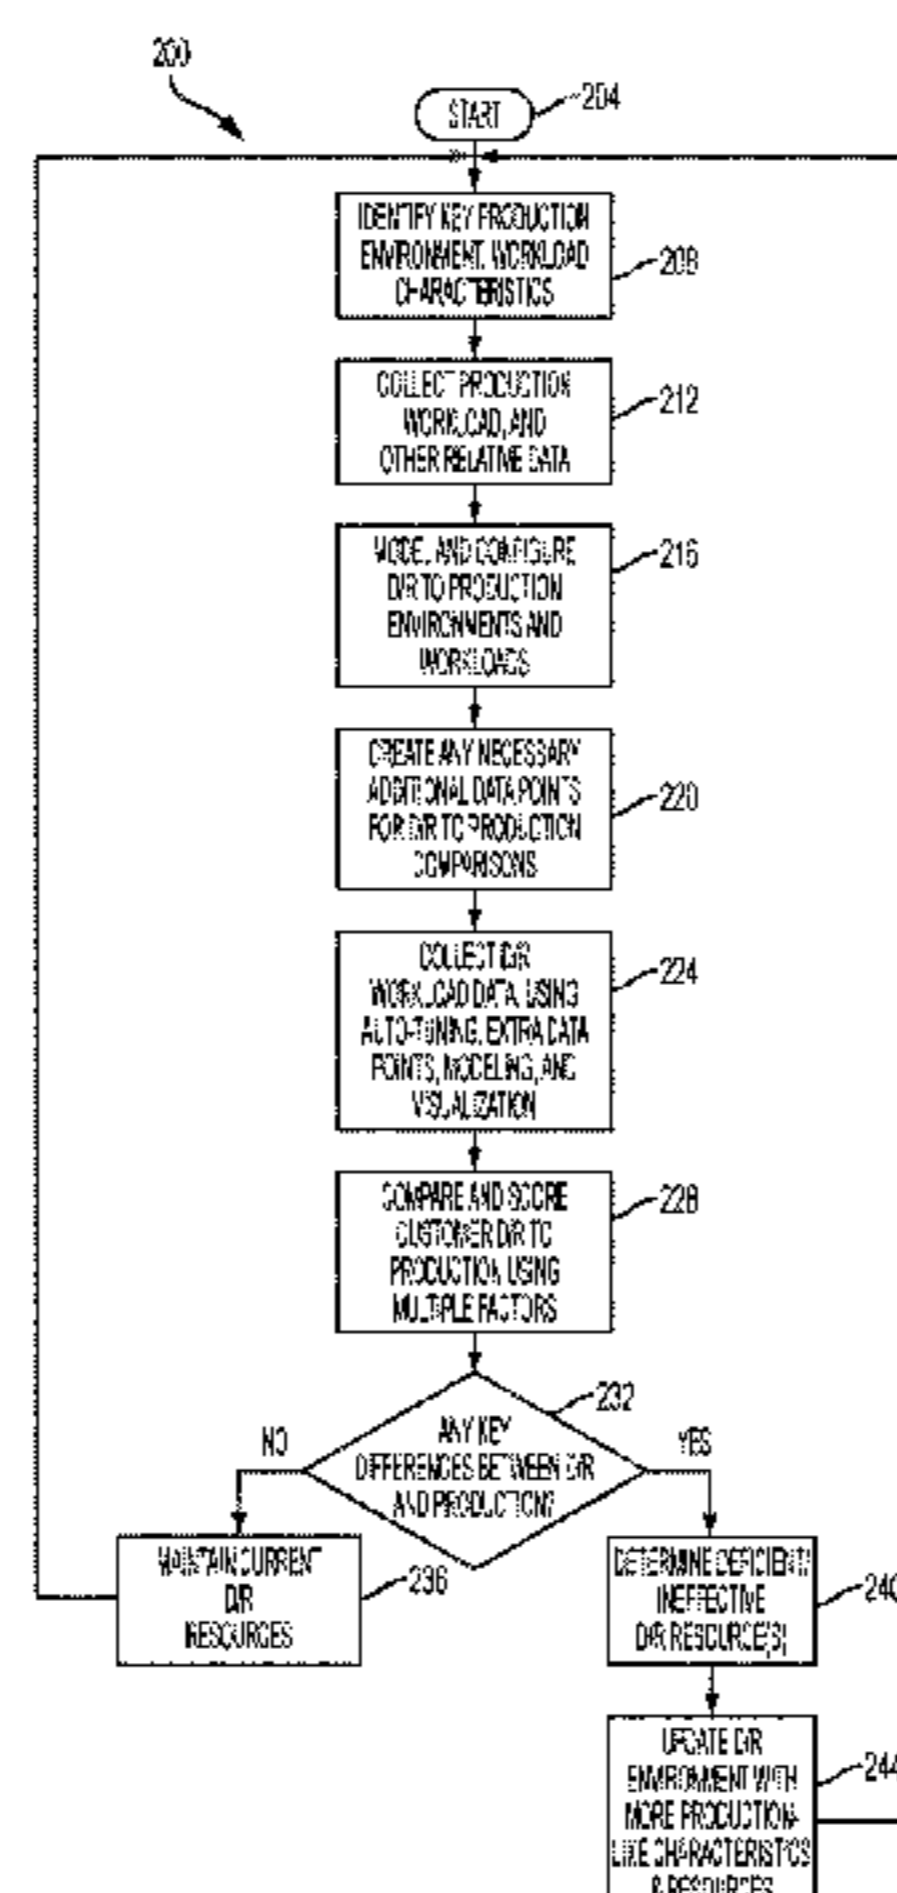 200
START
204
IDENTIFY KEY PRODUCTION
ENVIRONMENT, WORKLOAD
CHARACTERISTICS
208
COLLECT PRODUCTION
WORKLOAD, AND
OTHER RELATIVE DATA
212
MODEL AND CONFIGURE
D/R TO PRODUCTION
ENVIRONMENTS AND
WORKLOADS
216
CREATE ANY NECESSARY
ADDITIONAL DATA POINTS
FOR D/R TO PRODUCTION
COMPARISONS
220
COLLECT D/R
WORKLOAD DATA, USING
AUTO-TUNING, EXTRA DATA
POINTS, MODELING, AND
VISUALIZATION
224
COMPARE AND SCORE
CUSTOMER D/R TO
PRODUCTION USING
MULTIPLE FACTORS
228
232
ANY KEY
DIFFERENCES BETWEEN D/R
AND PRODUCTION?
NO
YES
MAINTAIN CURRENT
D/R
RESOURCES
236
DETERMINE DEFICIENT/
INEFFECTIVE
D/R RESOURCE(S)
240
UPDATE D/R
ENVIRONMENT WITH
MORE PRODUCTION-
LIKE CHARACTERISTICS
& RESOURCES
244